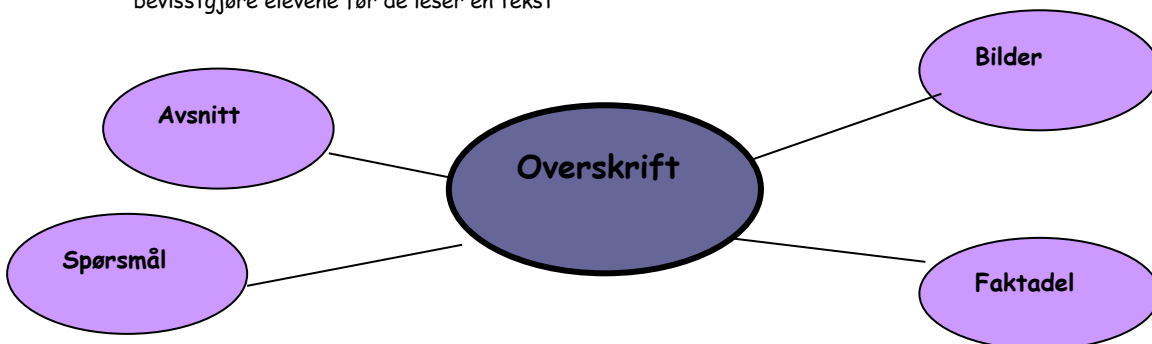 bevisstgjøre elevene før de leser en tekst
Bilder
Avsnitt
Overskrift
Spørsmål
Faktadel